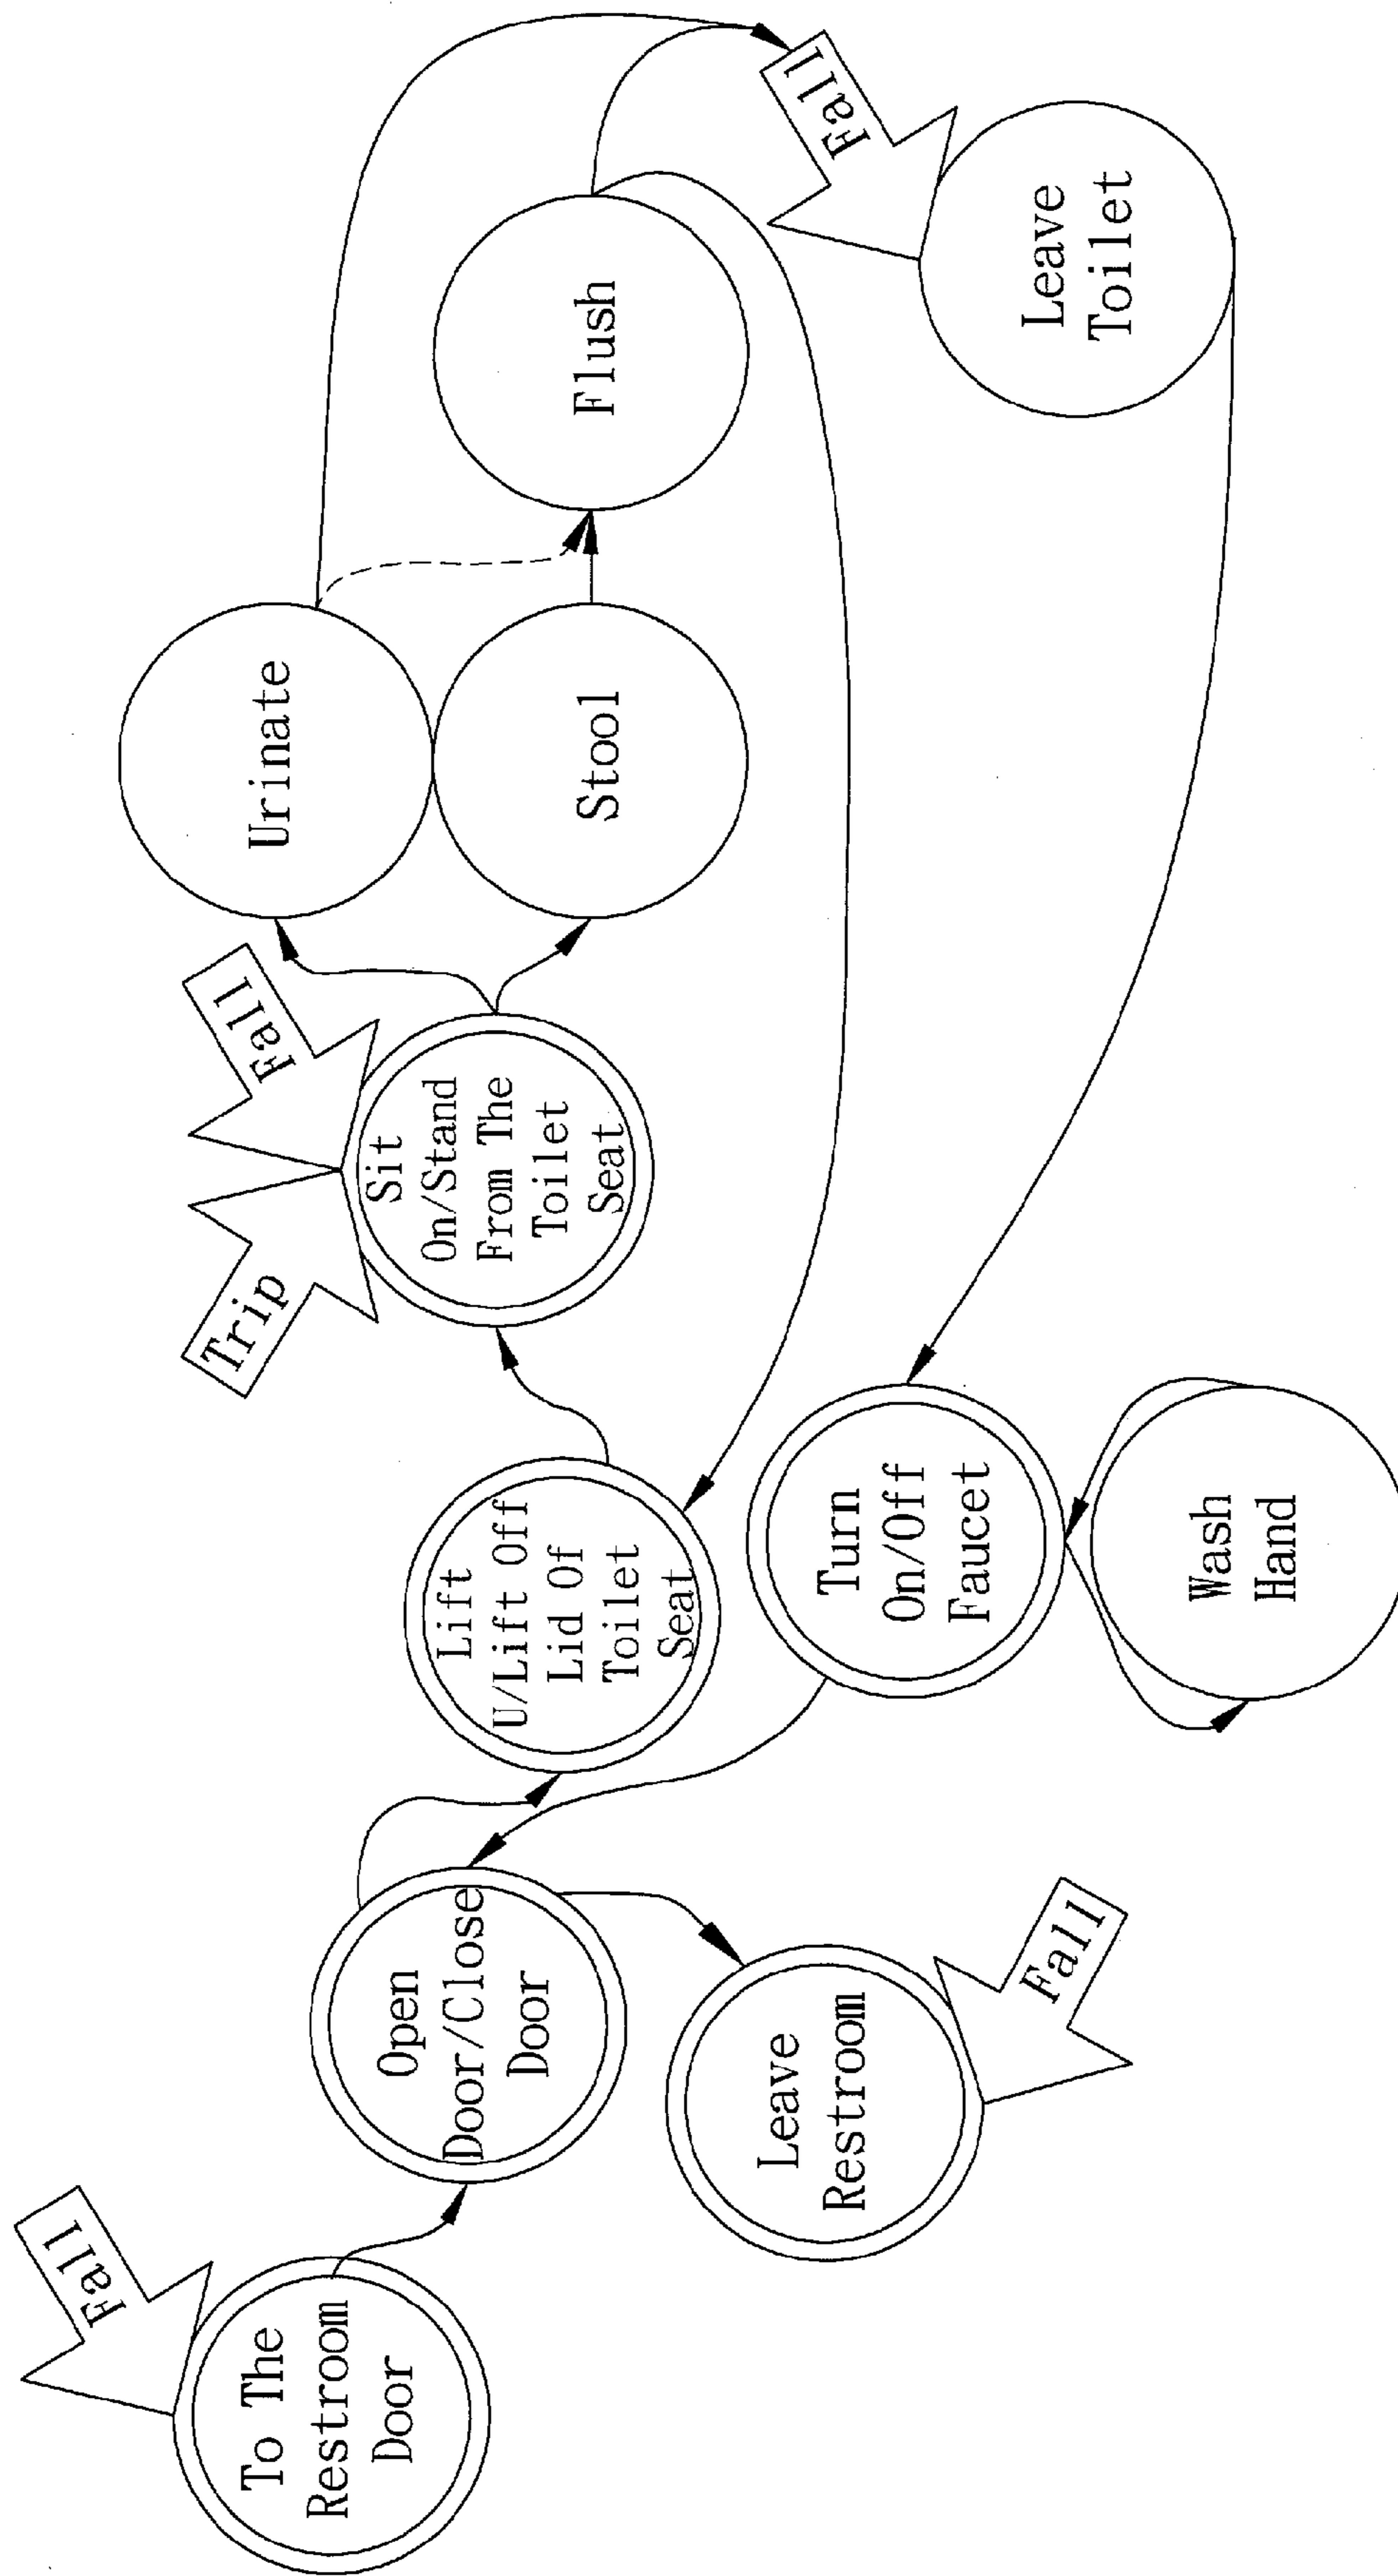 Fall
To The
Restroom
Door
Open
Door/Close
Door
Leave
Restroom
Fall
Lift
U/Lift Off
Lid Of
Toilet
Seat
Trip
Fall
Sit
On/Stand
From The
Toilet
Seat
Turn
On/Off
Faucet
Wash
Hand
Urinate
Stool
Flush
Fall
Leave
Toilet